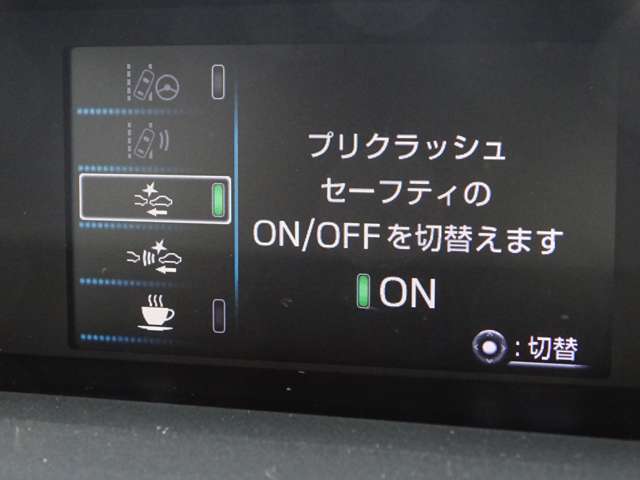 プリクラッシュ
セーフティの
ON/OFFを切替えます
ON
:切替